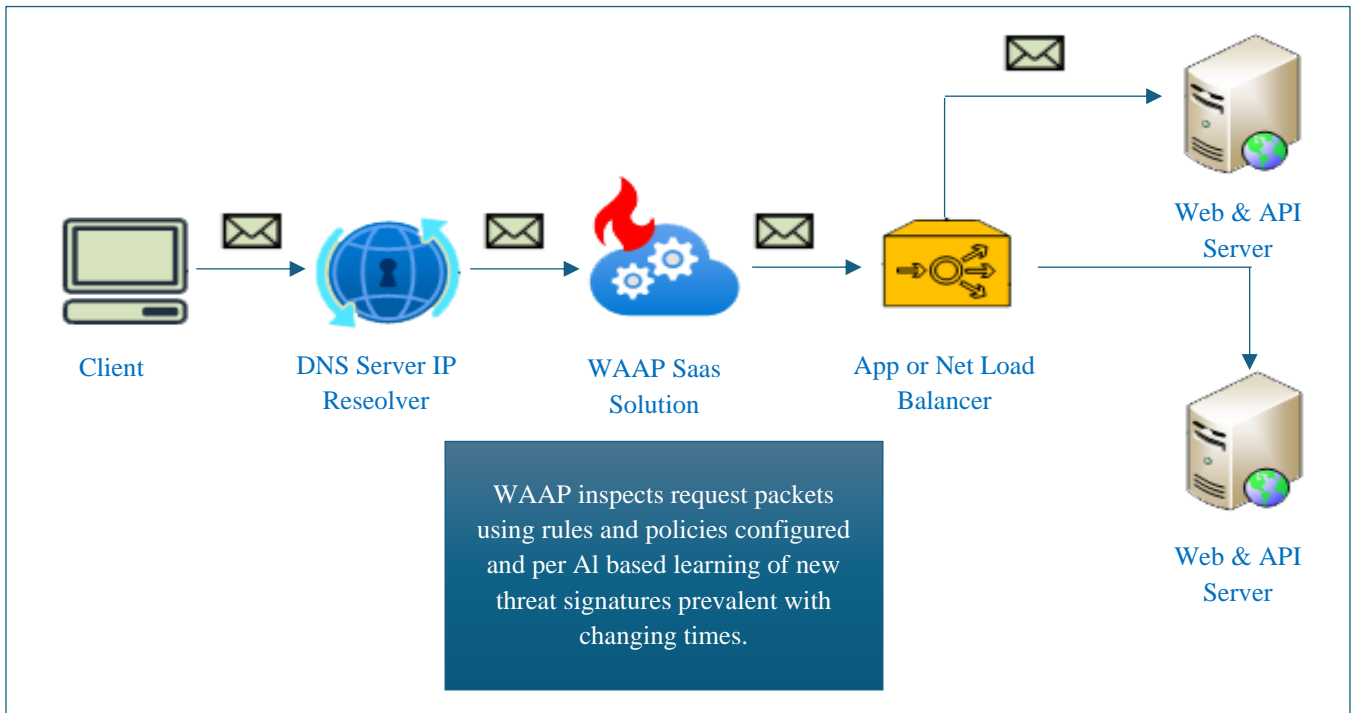 Web & API
Server
Client
DNS Server IP
Reseolver
WAAP Saas
Solution
App or Net Load
Balancer
WAAP inspects request packets
using rules and policies configured
and per Al based learning of new
threat signatures prevalent with
changing times.
Web & API
Server